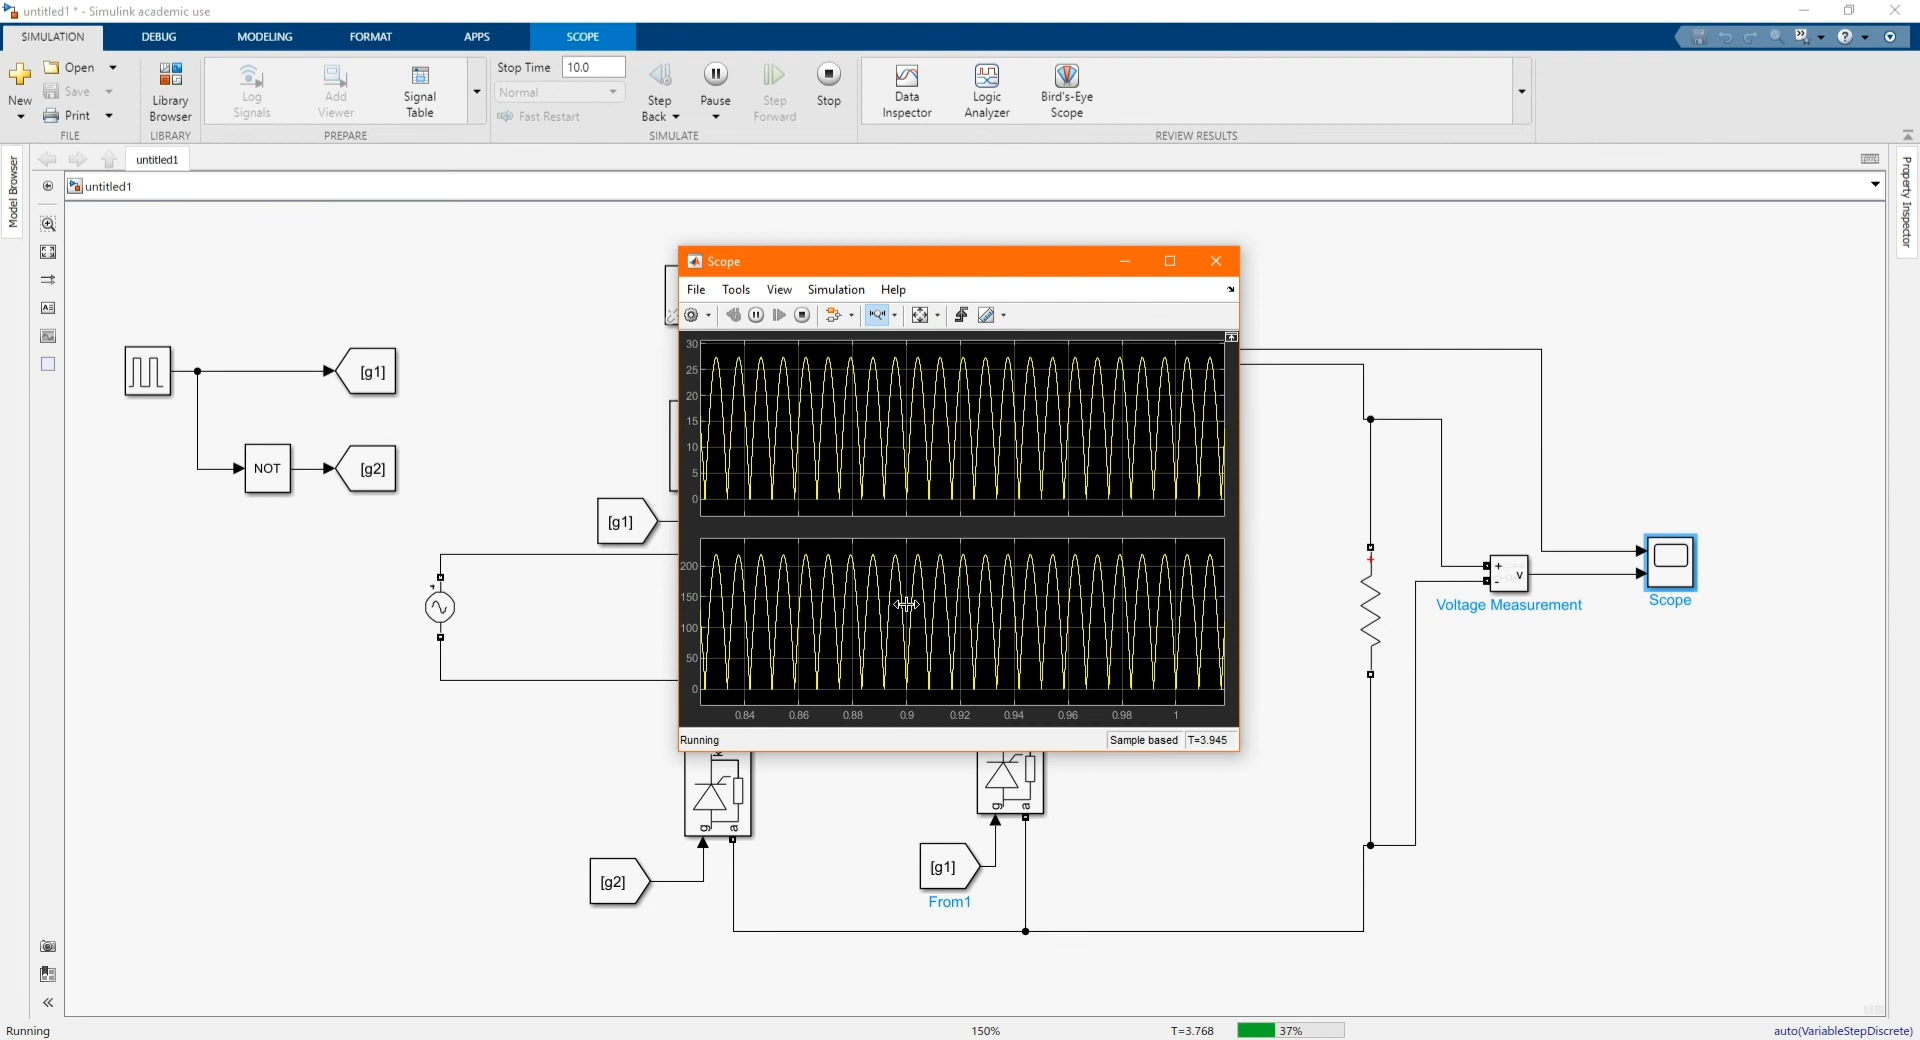 untitled1 * - Simulink academic use
SIMULATION DEBUG MODELING FORMAT APPS SCOPE
New
Open
Save
Print
FILE
Library Browser
LIBRARY
Log Signals
Add Viewer
Signal Table
PREPARE
Stop Time 10.0
Normal
Fast Restart
Step Back
Pause
Step Forward
Stop
SIMULATE
Data Inspector
Logic Analyzer
Bird's-Eye Scope
REVIEW RESULTS
Model Browser
untitled1
untitled1
Property Inspector
[g1]
NOT
[g2]
[g1]
Scope
File Tools View Simulation Help
30
25
20
15
10
5
0
200
150
100
50
0
0.84 0.86 0.88 0.9 0.92 0.94 0.96 0.98 1
Running Sample based T=3.945
+
- v
Voltage Measurement
Scope
g a
g a
[g2]
[g1]
From1
Running 150% T=3.768 37% auto(VariableStepDiscrete)